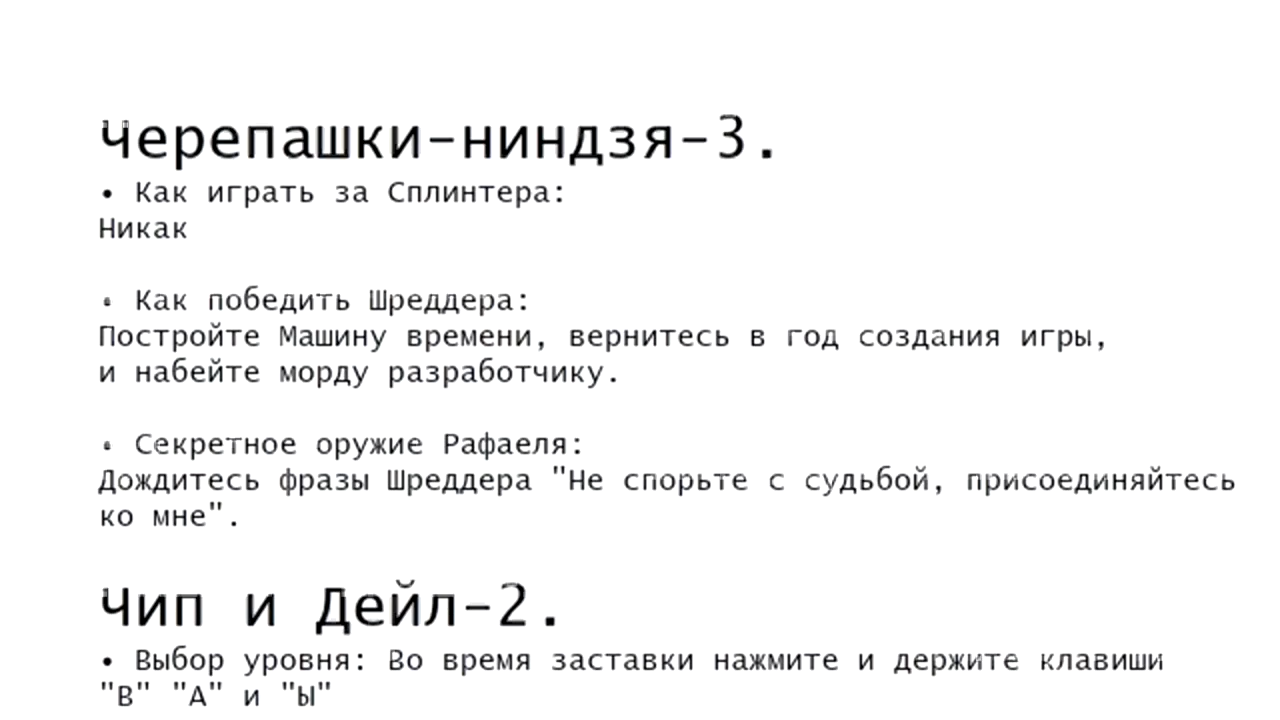 Черепашки-ниндзя-3.
• Как играть за Сплинтера:
Никак
• Как победить Шреддера:
Постройте Машину времени, вернитесь в год создания игры,
и набейте морду разработчику.
• Секретное оружие Рафаеля:
Дождитесь фразы Шреддера "Не спорьте с судьбой, присоединяйтесь
ко мне".
Чип и Дейл-2.
• Выбор уровня: Во время заставки нажмите и держите клавиши
"В" "А" и "Ы"